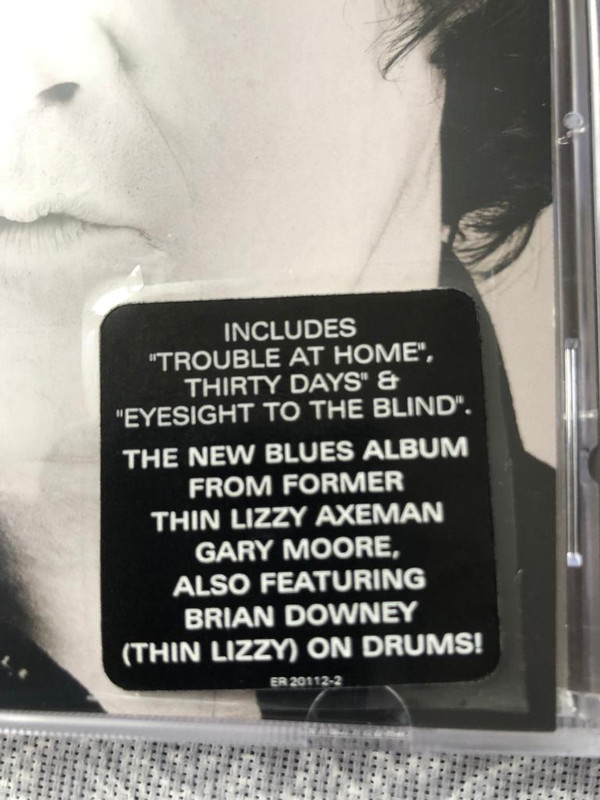 INCLUDES
"TROUBLE AT HOME",
THIRTY DAYS" &
"EYESIGHT TO THE BLIND".
THE NEW BLUES ALBUM
FROM FORMER
THIN LIZZY AXEMAN
GARY MOORE,
ALSO FEATURING
BRIAN DOWNEY
(THIN LIZZY) ON DRUMS!
ER 20112-2